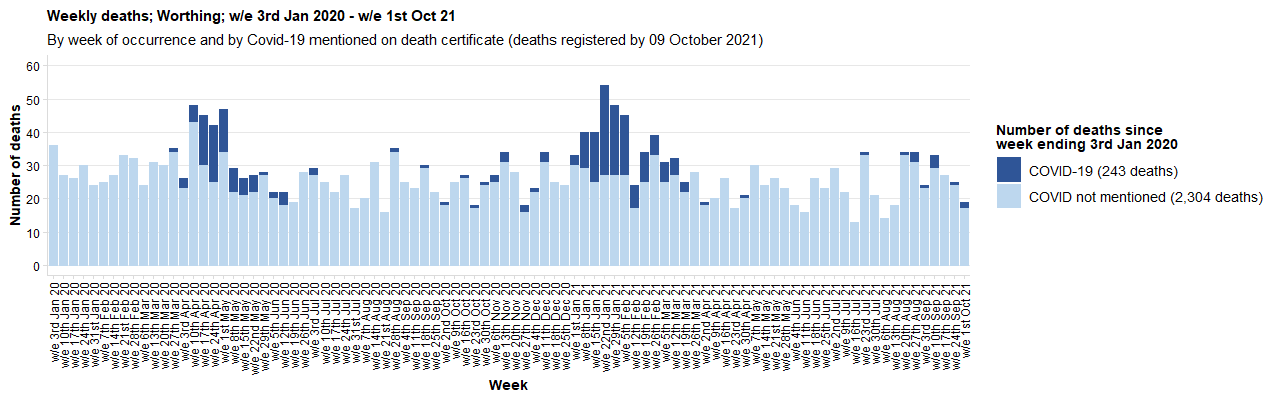 Weekly deaths; Worthing; w/e 3rd Jan 2020 - w/e 1st Oct 21
By week of occurrence and by Covid-19 mentioned on death certificate (deaths registered by 09 October 2021)
Number of deaths
60
50
40
30
20
10
0
w/e 3rd Jan 20
w/e 10th Jan 20
w/e 17th Jan 20
w/e 24th Jan 20
w/e 31st Jan 20
w/e 7th Feb 20
w/e 14th Feb 20
w/e 21st Feb 20
w/e 28th Feb 20
w/e 6th Mar 20
w/e 13th Mar 20
w/e 20th Mar 20
w/e 27th Mar 20
w/e 3rd Apr 20
w/e 10th Apr 20
w/e 17th Apr 20
w/e 24th Apr 20
w/e 1st May 20
w/e 8th May 20
w/e 15th May 20
w/e 22nd May 20
w/e 29th May 20
w/e 5th Jun 20
w/e 12th Jun 20
w/e 19th Jun 20
w/e 26th Jun 20
w/e 3rd Jul 20
w/e 10th Jul 20
w/e 17th Jul 20
w/e 24th Jul 20
w/e 31st Jul 20
w/e 7th Aug 20
w/e 14th Aug 20
w/e 21st Aug 20
w/e 28th Aug 20
w/e 4th Sep 20
w/e 11th Sep 20
w/e 18th Sep 20
w/e 25th Sep 20
w/e 2nd Oct 20
w/e 9th Oct 20
w/e 16th Oct 20
w/e 23rd Oct 20
w/e 30th Oct 20
w/e 6th Nov 20
w/e 13th Nov 20
w/e 20th Nov 20
w/e 27th Nov 20
w/e 4th Dec 20
w/e 11th Dec 20
w/e 18th Dec 20
w/e 25th Dec 20
w/e 1st Jan 21
w/e 8th Jan 21
w/e 15th Jan 21
w/e 22nd Jan 21
w/e 29th Jan 21
w/e 5th Feb 21
w/e 12th Feb 21
w/e 19th Feb 21
w/e 26th Feb 21
w/e 5th Mar 21
w/e 12th Mar 21
w/e 19th Mar 21
w/e 26th Mar 21
w/e 2nd Apr 21
w/e 9th Apr 21
w/e 16th Apr 21
w/e 23rd Apr 21
w/e 30th Apr 21
w/e 7th May 21
w/e 14th May 21
w/e 21st May 21
w/e 28th May 21
w/e 4th Jun 21
w/e 11th Jun 21
w/e 18th Jun 21
w/e 25th Jun 21
w/e 2nd Jul 21
w/e 9th Jul 21
w/e 16th Jul 21
w/e 23rd Jul 21
w/e 30th Jul 21
w/e 6th Aug 21
w/e 13th Aug 21
w/e 20th Aug 21
w/e 27th Aug 21
w/e 3rd Sep 21
w/e 10th Sep 21
w/e 17th Sep 21
w/e 24th Sep 21
w/e 1st Oct 21
Week
Number of deaths since
week ending 3rd Jan 2020
COVID-19 (243 deaths)
COVID not mentioned (2,304 deaths)